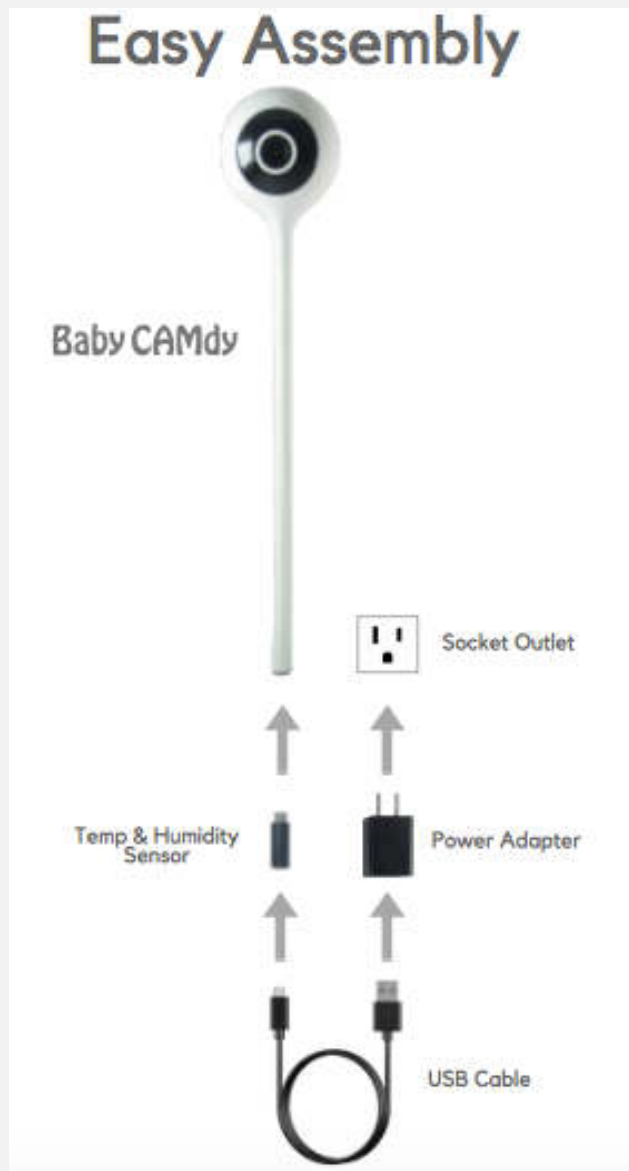 Easy Assembly
Baby CAMdy
Socket Outlet
Temp & Humidity
Sensor
Power Adapter
USB Cable